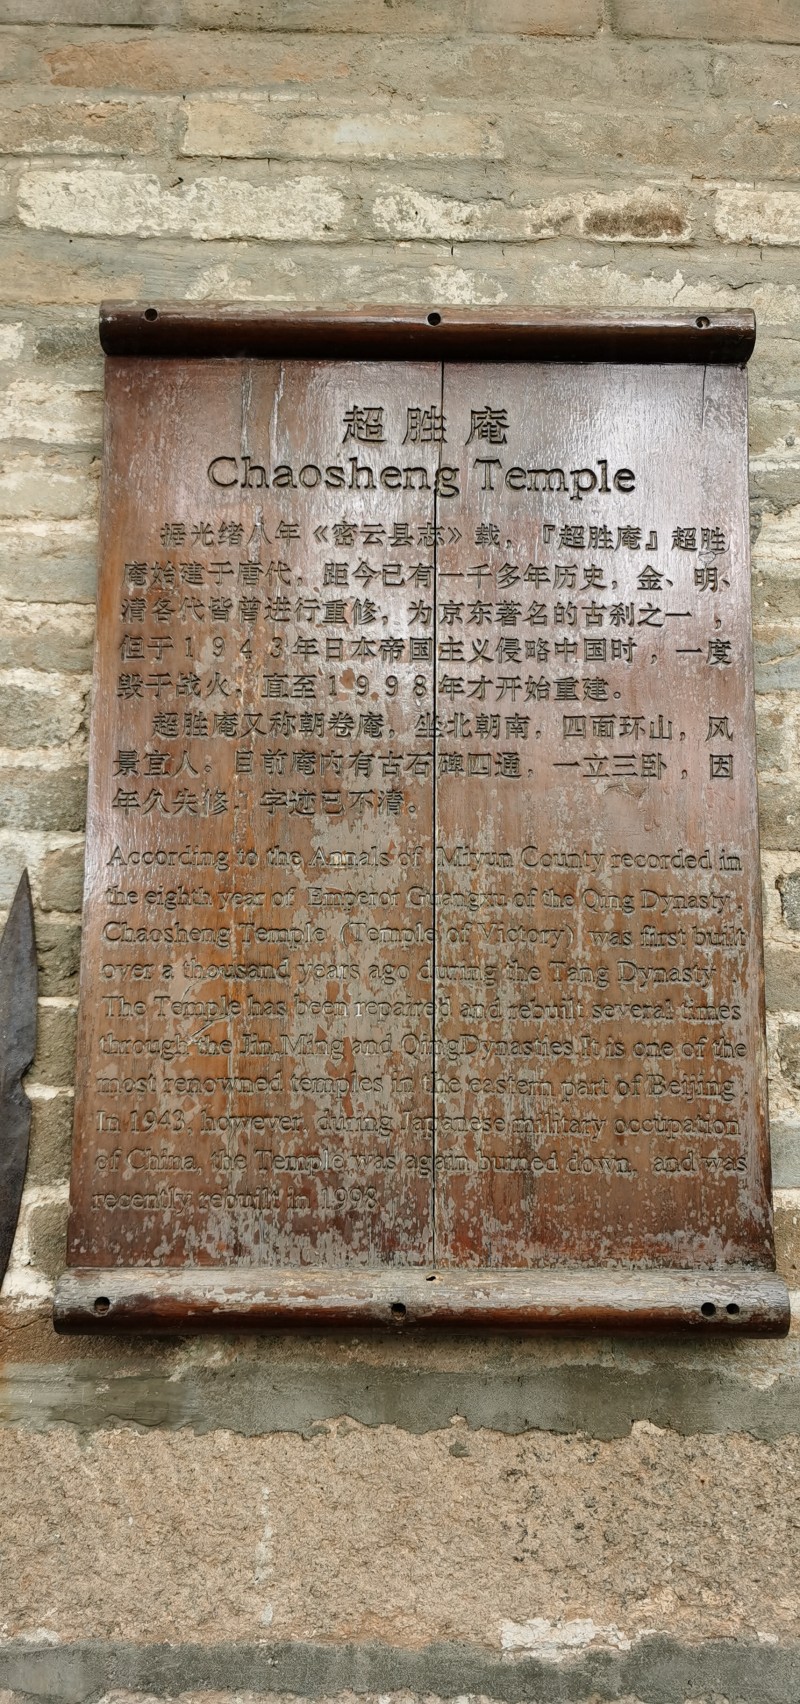 超胜庵
Chaosheng Temple
据光绪八年《密云县志》载，『超胜庵』超胜
庵始建于唐代，距今已有一千多年历史，金、明、
清各代皆曾进行重修，为京东著名的古刹之一，
但于1943年日本帝国主义侵略中国时，一度
毁于战火，直至1998年才开始重建。
超胜庵又称朝卷庵，坐北朝南，四面环山，风
景宜人。目前庵内有古石碑四通，一立三卧，因
年久失修，字迹已不清。
According to the Annals of Miyun County recorded in
the eighth year of Emperor Guangxu of the Qing Dynasty,
Chaosheng Temple (Temple of Victory) was first built
over a thousand years ago during the Tang Dynasty.
The Temple has been repaired and rebuilt several times
through the Jin,Ming and QingDynasties.It is one of the
most renowned temples in the eastern part of Beijing.
In 1943, however, during Japanese military occupation
of China, the Temple was again burned down, and was
recently rebuilt in 1998